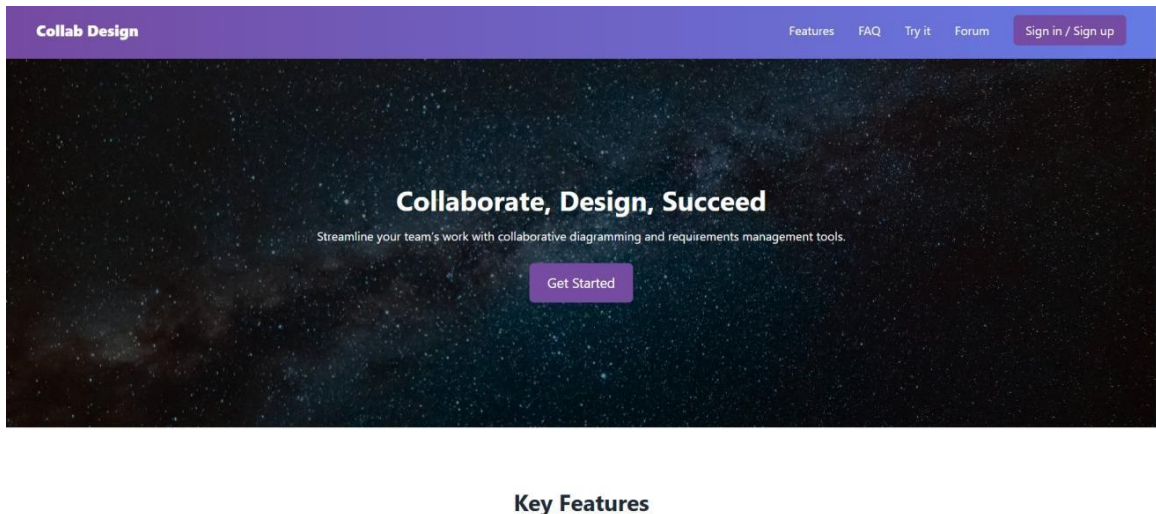 Collab Design
Features FAQ Try it Forum Sign in / Sign up
Collaborate, Design, Succeed
Streamline your team's work with collaborative diagramming and requirements management tools.
Get Started
Key Features